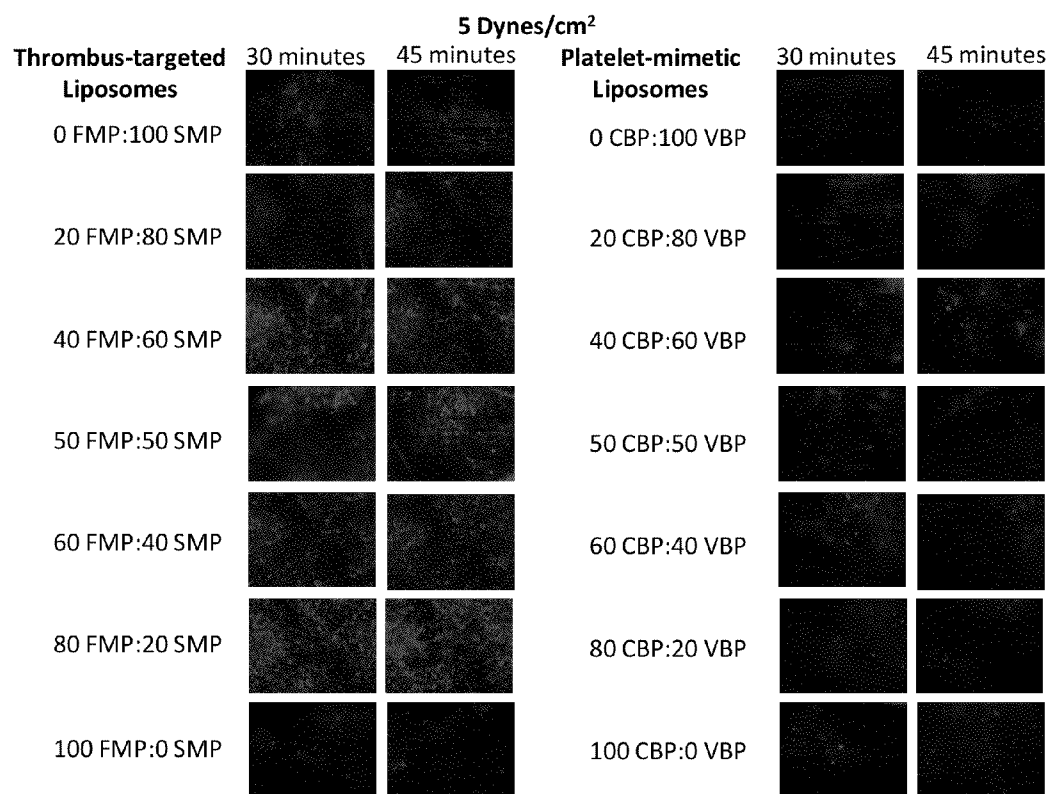 5 Dynes/cm²
Thrombus-targeted Liposomes
30 minutes
45 minutes
Platelet-mimetic Liposomes
30 minutes
45 minutes
0 FMP:100 SMP
0 CBP:100 VBP
20 FMP:80 SMP
20 CBP:80 VBP
40 FMP:60 SMP
40 CBP:60 VBP
50 FMP:50 SMP
50 CBP:50 VBP
60 FMP:40 SMP
60 CBP:40 VBP
80 FMP:20 SMP
80 CBP:20 VBP
100 FMP:0 SMP
100 CBP:0 VBP